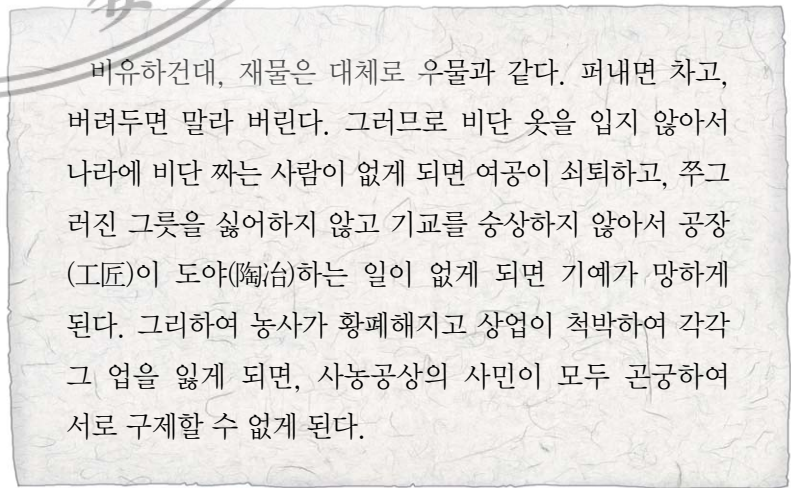 비유하건대, 재물은 대체로 우물과 같다. 퍼내면 차고,
버려두면 말라 버린다. 그러므로 비단 옷을 입지 않아서
나라에 비단 짜는 사람이 없게 되면 여공이 쇠퇴하고, 쭈그
러진 그릇을 싫어하지 않고 기교를 숭상하지 않아서 공장
(工匠)이 도야(陶冶)하는 일이 없게 되면 기예가 망하게
된다. 그리하여 농사가 황폐해지고 상업이 척박하여 각각
그 업을 잃게 되면, 사농공상의 사민이 모두 곤궁하여
서로 구제할 수 없게 된다.